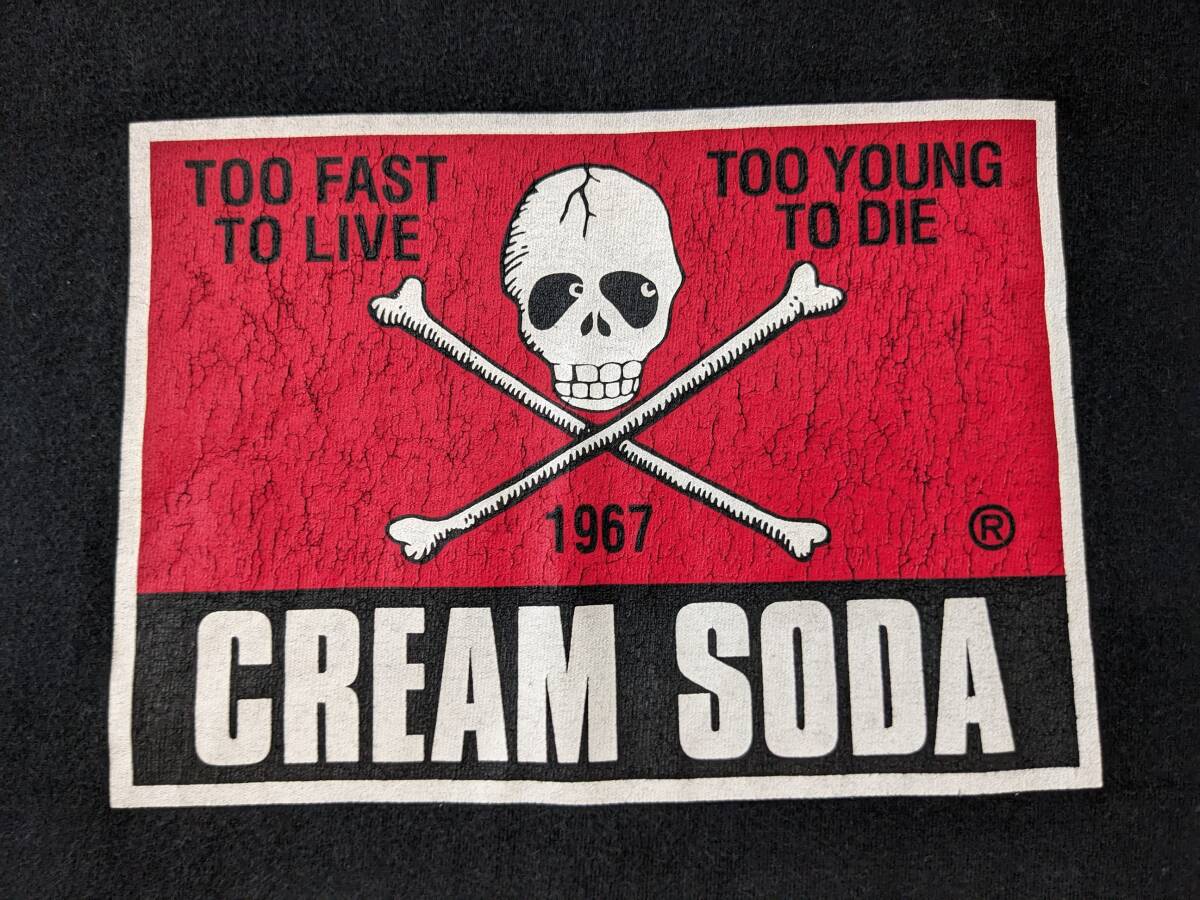 TOO FAST
TO LIVE
TOO YOUNG
TO DIE
1967
®
CREAM SODA